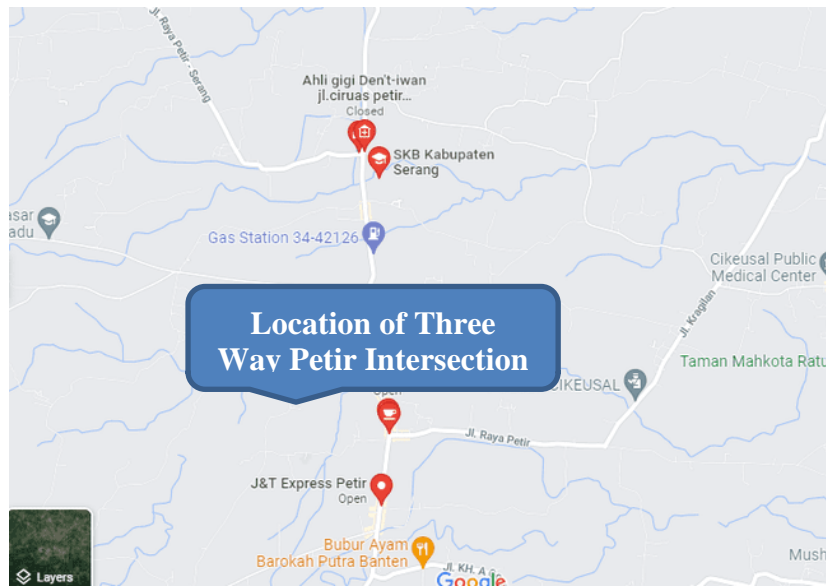 Jl. Raya Petir - Serang
Ahli gigi Den't-iwan
jl.ciruas petir...
Closed
SKB Kabupaten
Serang
asar
adu
Gas Station 34-42126
Cikeusal Public
Medical Center
Location of Three
Way Petir Intersection
Jl. Kragilan
Taman Mahkota Ratu
Open
CIKEUSAL
Jl. Raya Petir
J&T Express Petir
Open
Bubur Ayam
Barokah Putra Banten
Jl. KH. A
Mush
Layers
Google